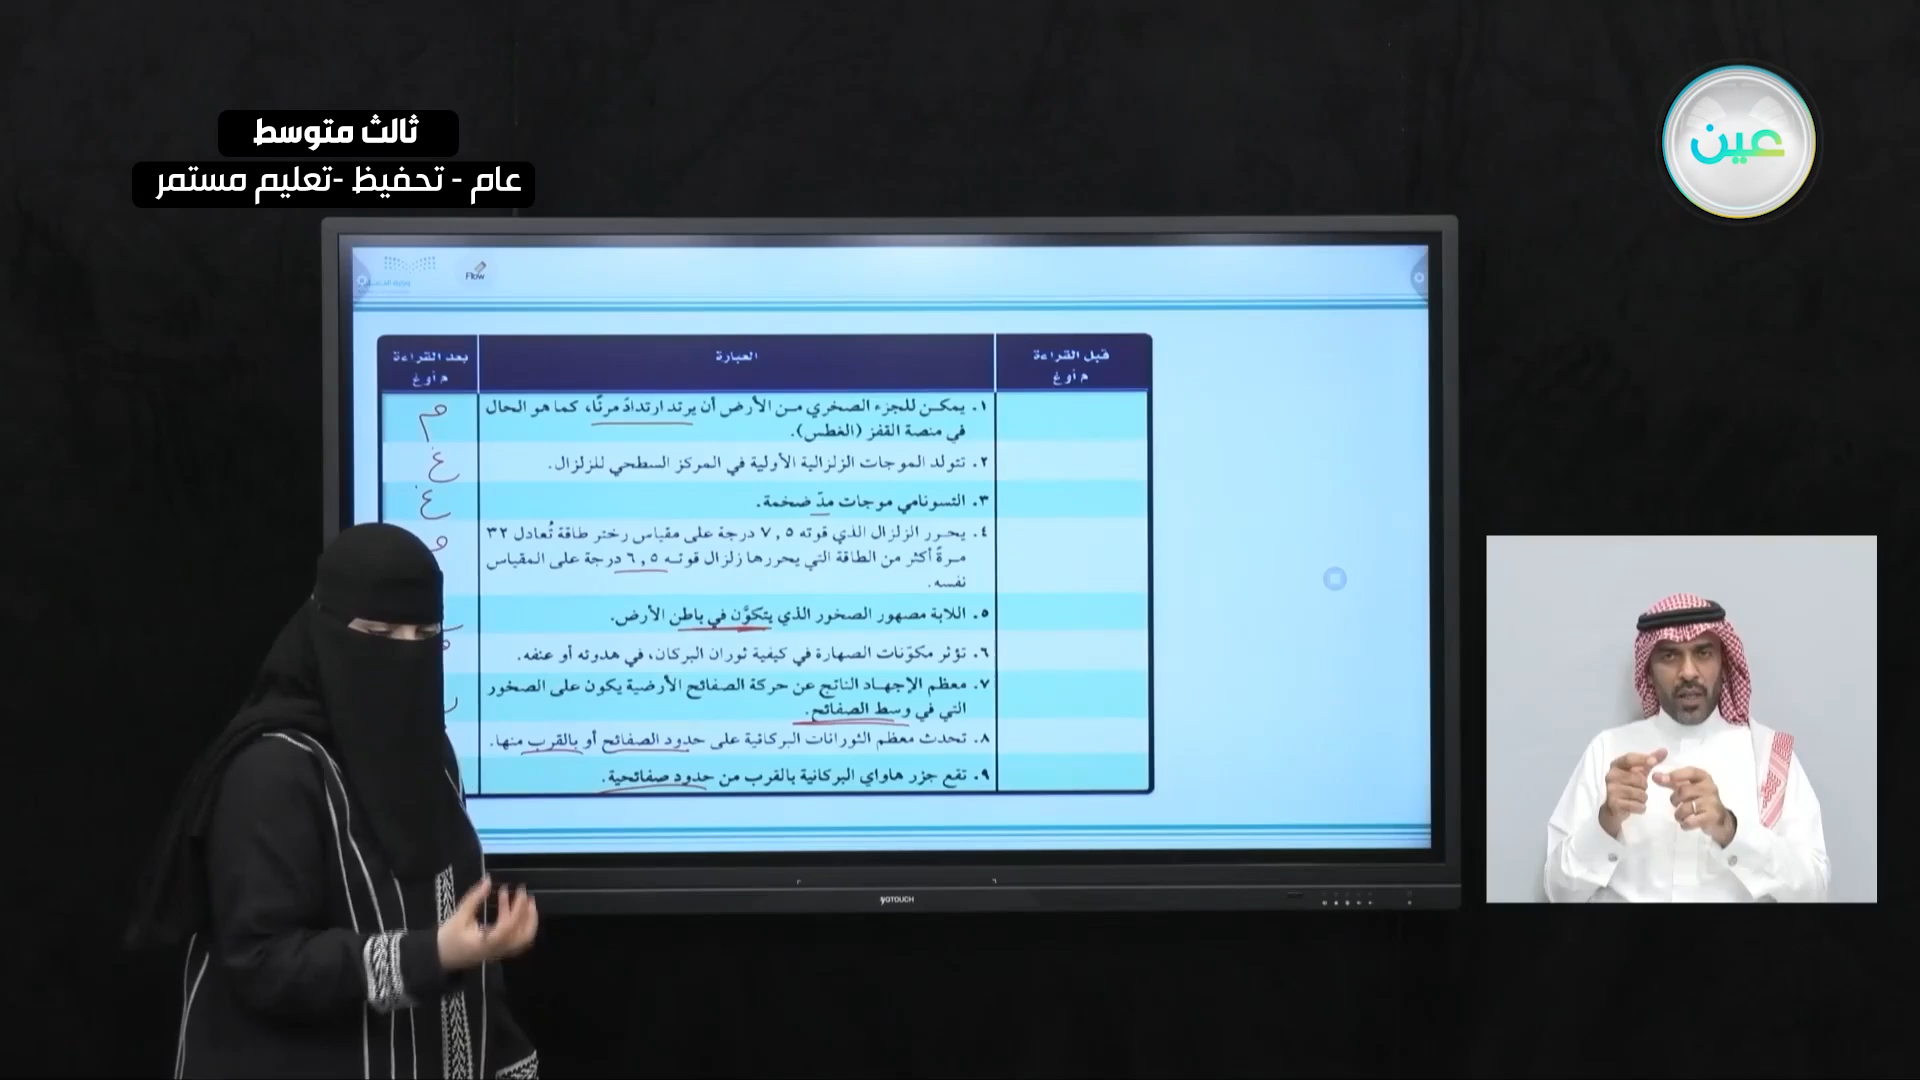 ثالث متوسط
عام - تحفيظ -تعليم مستمر
عين
Flow
قبل القراءة
م أو غ
العبارة
بعد القراءة
م أو غ
١. يمكن للجزء الصخري من الأرض أن يرتد ارتدادًا مرنًا، كما هو الحال
في منصة القفز (الغطس).
م
٢. تتولد الموجات الزلزالية الأولية في المركز السطحي للزلزال.
غ
٣. التسونامي موجات مدّ ضخمة.
غ
٤. يحرر الزلزال الذي قوته ٧,٥ درجة على مقياس رختر طاقة تُعادل ٣٢
مرةً أكثر من الطاقة التي يحررها زلزال قوته ٦,٥ درجة على المقياس
نفسه.
٥. اللابة مصهور الصخور الذي يتكوَّن في باطن الأرض.
٦. تؤثر مكوّنات الصهارة في كيفية ثوران البركان، في هدوئه أو عنفه.
٧. معظم الإجهاد الناتج عن حركة الصفائح الأرضية يكون على الصخور
التي في وسط الصفائح.
٨. تحدث معظم الثورانات البركانية على حدود الصفائح أو بالقرب منها.
٩. تقع جزر هاواي البركانية بالقرب من حدود صفائحية.